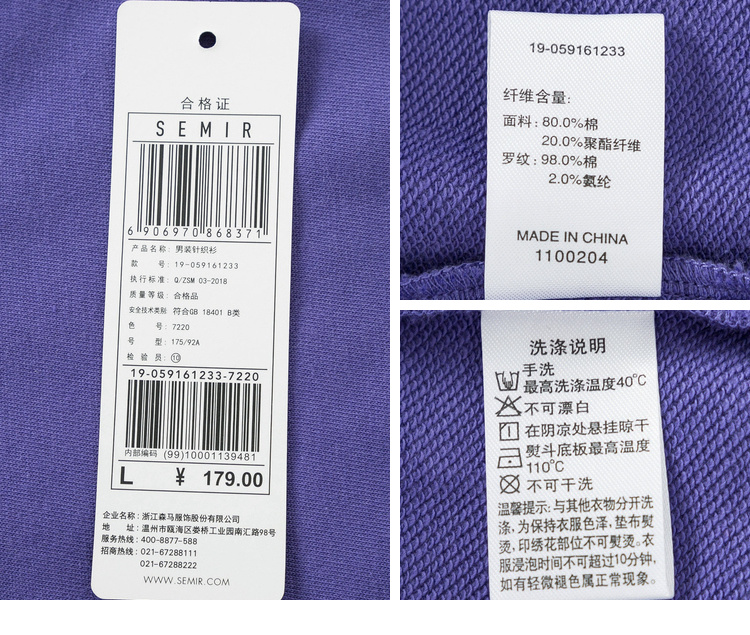 合格证
SEMIR
6 906970 868371
产品名称: 男装针织衫
款 号: 19-059161233
执行标准: Q/ZSM 03-2018
质量等级: 合格品
安全技术类别 符合GB 18401 B类
色 号: 7220
号 型: 175/92A
检 验 员: ⑩
19-059161233-7220
内部编码 (99)10001139481
L ¥ 179.00
企业名称: 浙江森马服饰股份有限公司
地 址: 温州市瓯海区娄桥工业园南汇路98号
服务热线: 400-8877-588
招商热线: 021-67288111
021-67288222
WWW.SEMIR.COM
19-059161233
纤维含量:
面料: 80.0%棉
20.0%聚酯纤维
罗纹: 98.0%棉
2.0%氨纶
MADE IN CHINA
1100204
洗涤说明
手洗
最高洗涤温度40℃
不可漂白
在阴凉处悬挂晾干
熨斗底板最高温度
110℃
不可干洗
温馨提示: 与其他衣物分开洗
涤, 为保持衣服色泽, 垫布熨
烫, 印绣花部位不可熨烫。衣
服浸泡时间不可超过10分钟,
如有轻微褪色属正常现象。